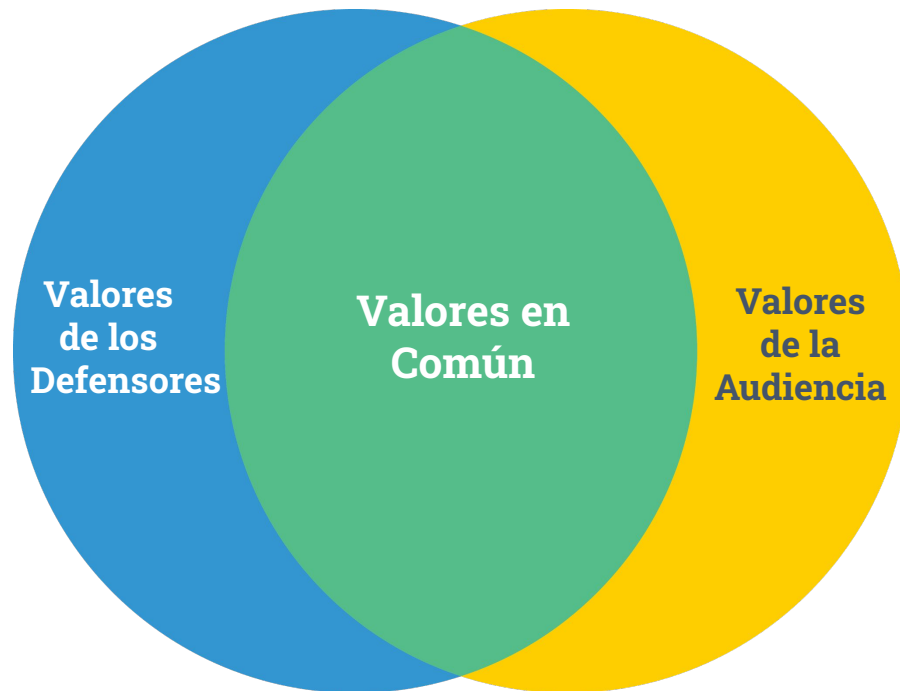 Valores
de los
Defensores
Valores en
Común
Valores
de la
Audiencia